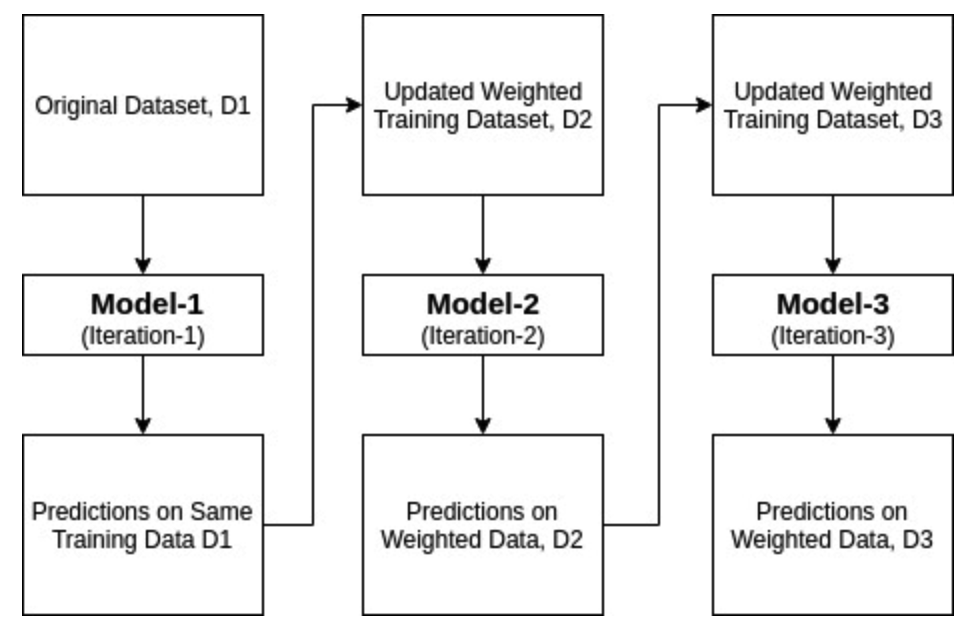 Original Dataset, D1
Model-1
(Iteration-1)
Predictions on Same
Training Data D1
Updated Weighted
Training Dataset, D2
Model-2
(Iteration-2)
Predictions on
Weighted Data, D2
Updated Weighted
Training Dataset, D3
Model-3
(Iteration-3)
Predictions on
Weighted Data, D3